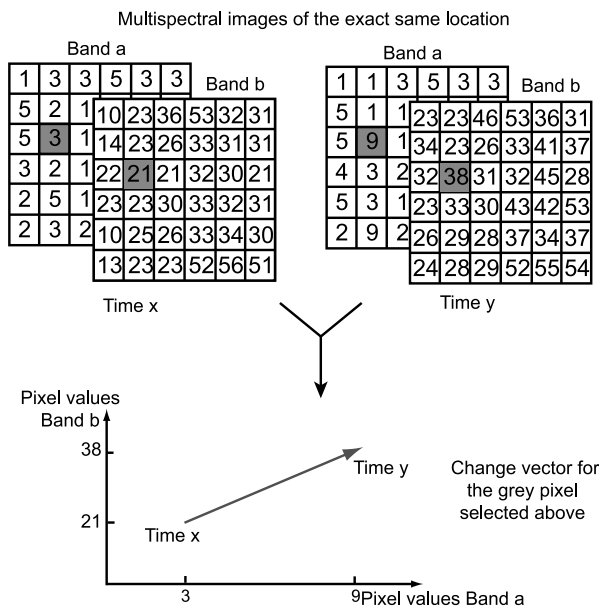 Multispectral images of the exact same location
Band a
1 3 3 5 3 3
5 2 1
5 3 1
3 2 1
2 5 1
2 3 2
Band b
10 23 36 53 32 31
14 23 26 33 31 31
22 21 21 32 30 21
23 23 30 33 32 31
10 25 26 33 34 30
13 23 23 52 56 51
Time x
Band a
1 1 3 5 3 3
5 1 1
5 9 1
4 3 2
5 3 1
2 9 2
Band b
23 23 46 53 36 31
34 23 26 33 41 37
32 38 31 32 45 28
23 33 30 43 42 53
26 29 28 37 34 37
24 28 29 52 55 54
Time y
Pixel values
Band b
38
21
Time x
Time y
Change vector for
the grey pixel
selected above
3
9
Pixel values Band a